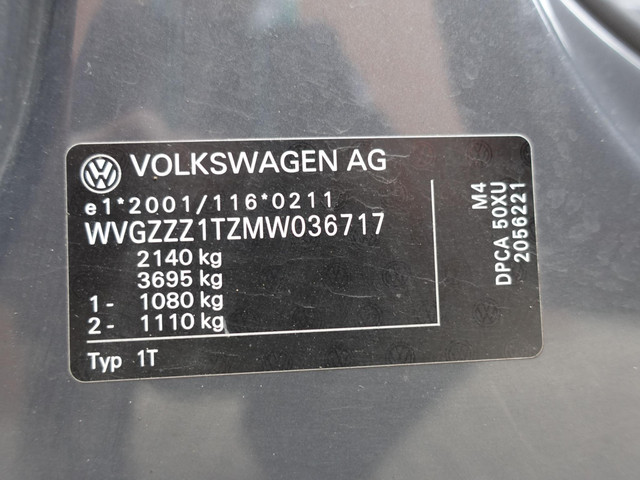 VOLKSWAGEN AG
e1*2001/116*0211
WVGZZZ1TZMW036717
2140 kg
3695 kg
1- 1080 kg
2- 1110 kg
Typ 1T
M4
DPCA 50XU
2056221